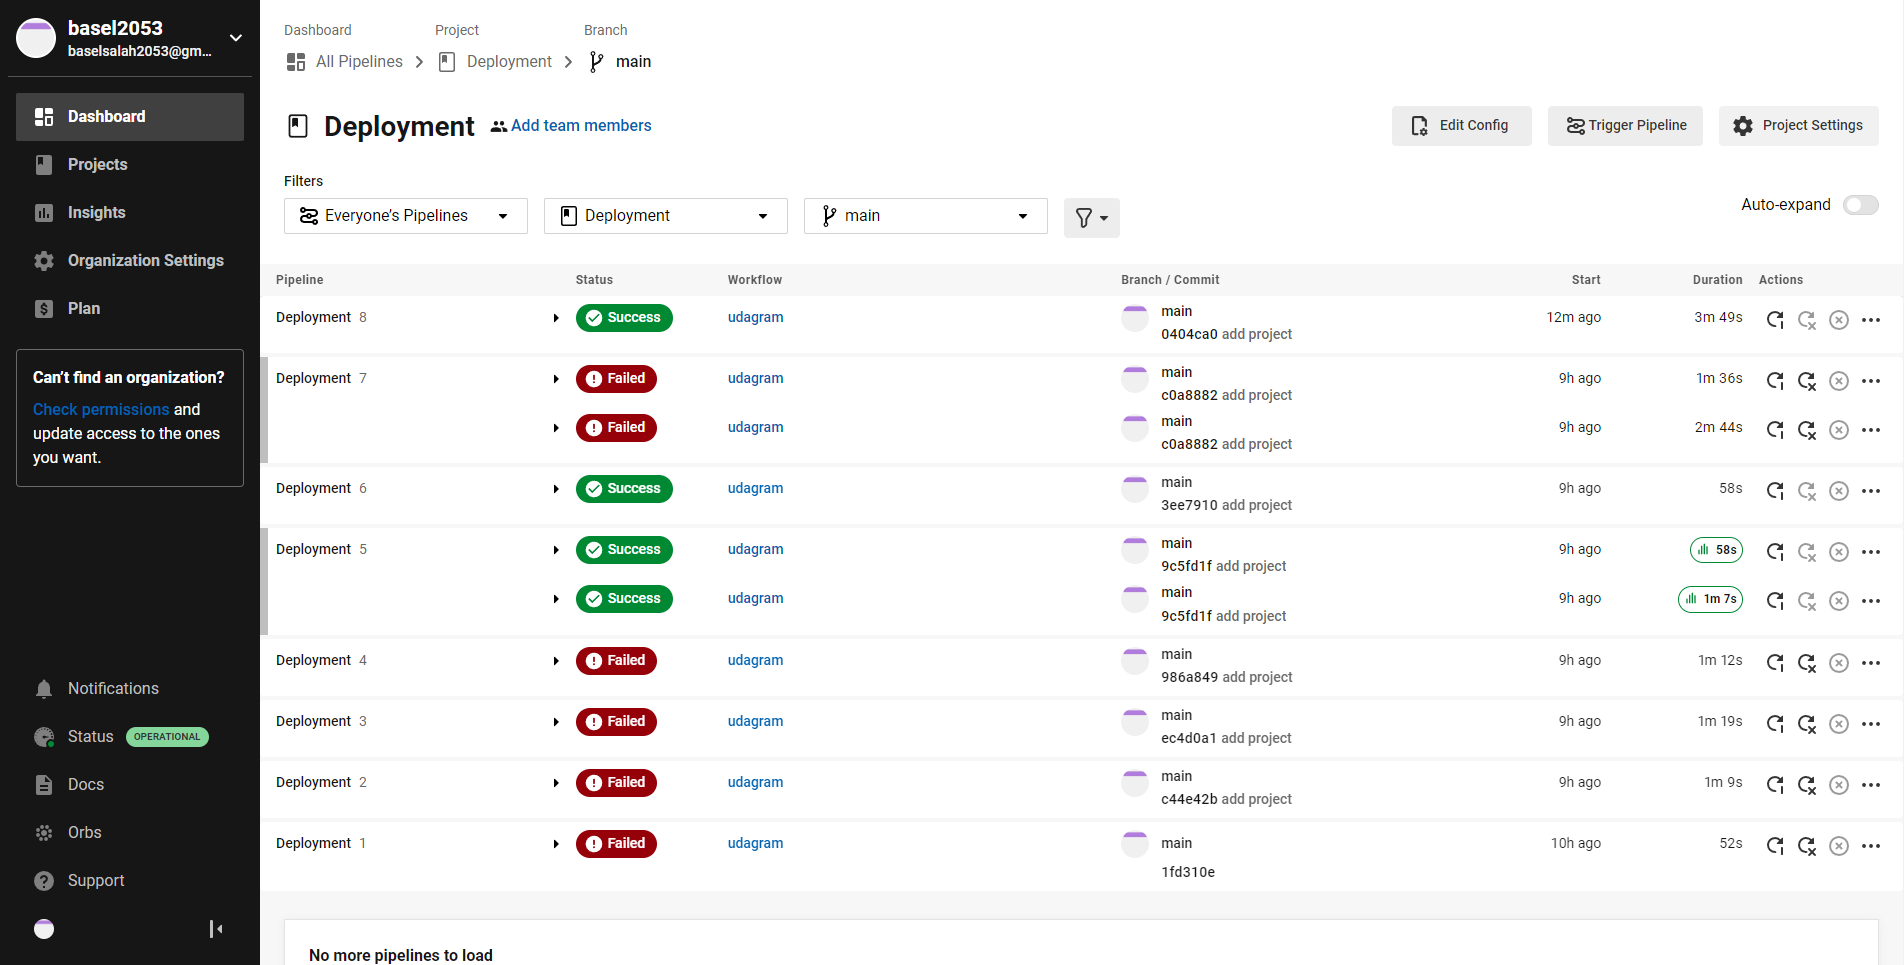 basel2053
baselsalah2053@gm...
Dashboard
Projects
Insights
Organization Settings
Plan
Can't find an organization?
Check permissions and
update access to the ones
you want.
Notifications
Status OPERATIONAL
Docs
Orbs
Support
Dashboard Project Branch
All Pipelines Deployment main
Deployment Add team members
Edit Config Trigger Pipeline Project Settings
Filters
Everyone's Pipelines Deployment main
Auto-expand
Pipeline Status Workflow Branch / Commit Start Duration Actions
Deployment 8 Success udagram main 12m ago 3m 49s
0404ca0 add project
Deployment 7 Failed udagram main 9h ago 1m 36s
c0a8882 add project
Failed udagram main 9h ago 2m 44s
c0a8882 add project
Deployment 6 Success udagram main 9h ago 58s
3ee7910 add project
Deployment 5 Success udagram main 9h ago 58s
9c5fd1f add project
Success udagram main 9h ago 1m 7s
9c5fd1f add project
Deployment 4 Failed udagram main 9h ago 1m 12s
986a849 add project
Deployment 3 Failed udagram main 9h ago 1m 19s
ec4d0a1 add project
Deployment 2 Failed udagram main 9h ago 1m 9s
c44e42b add project
Deployment 1 Failed udagram main 10h ago 52s
1fd310e
No more pipelines to load